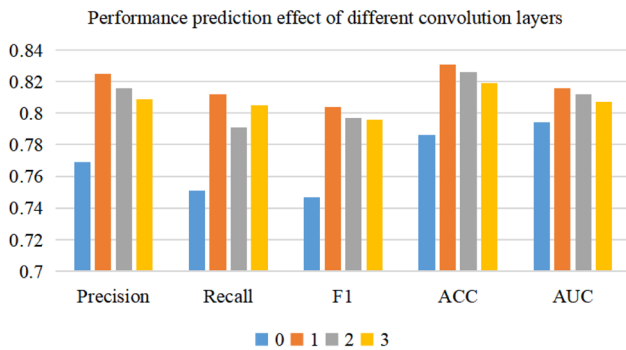 Performance prediction effect of different convolution layers
0.84
0.82
0.8
0.78
0.76
0.74
0.72
0.7
Precision Recall F1 ACC AUC
0 1 2 3